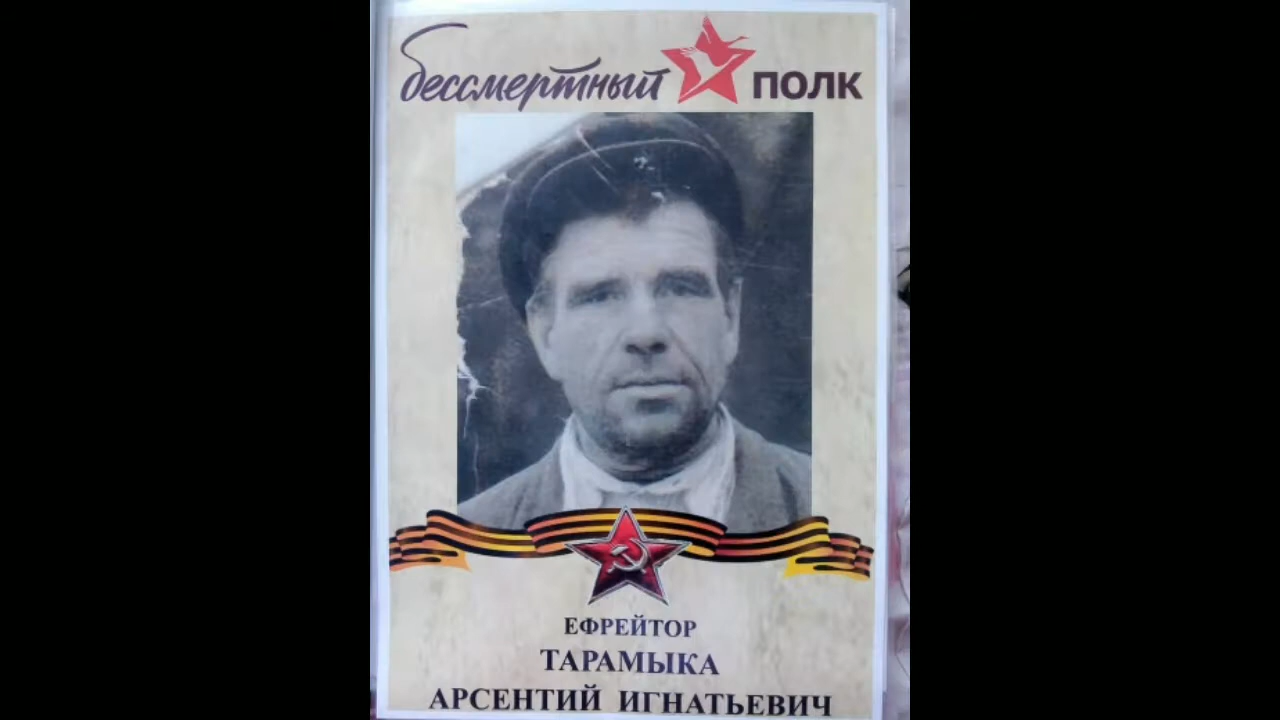 бессмертный ПОЛК
ЕФРЕЙТОР
ТАРАМЫКА
АРСЕНТИЙ ИГНАТЬЕВИЧ